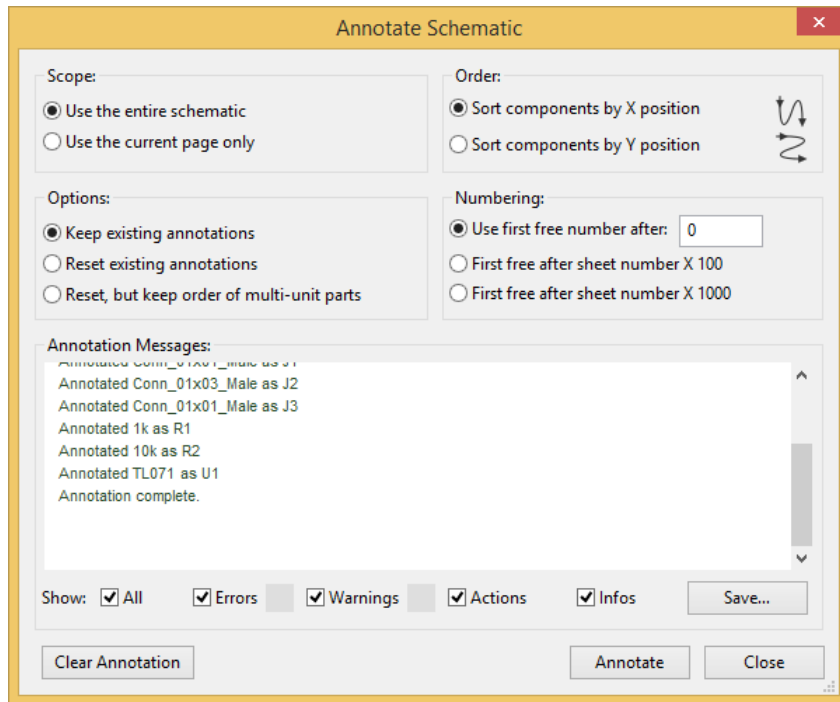 Annotate Schematic
Scope:
Use the entire schematic
Use the current page only
Order:
Sort components by X position
Sort components by Y position
Options:
Keep existing annotations
Reset existing annotations
Reset, but keep order of multi-unit parts
Numbering:
Use first free number after: 0
First free after sheet number X 100
First free after sheet number X 1000
Annotation Messages:
Annotated Conn_01x01_Male as J1
Annotated Conn_01x03_Male as J2
Annotated Conn_01x01_Male as J3
Annotated 1k as R1
Annotated 10k as R2
Annotated TL071 as U1
Annotation complete.
Show: All Errors Warnings Actions Infos Save...
Clear Annotation Annotate Close